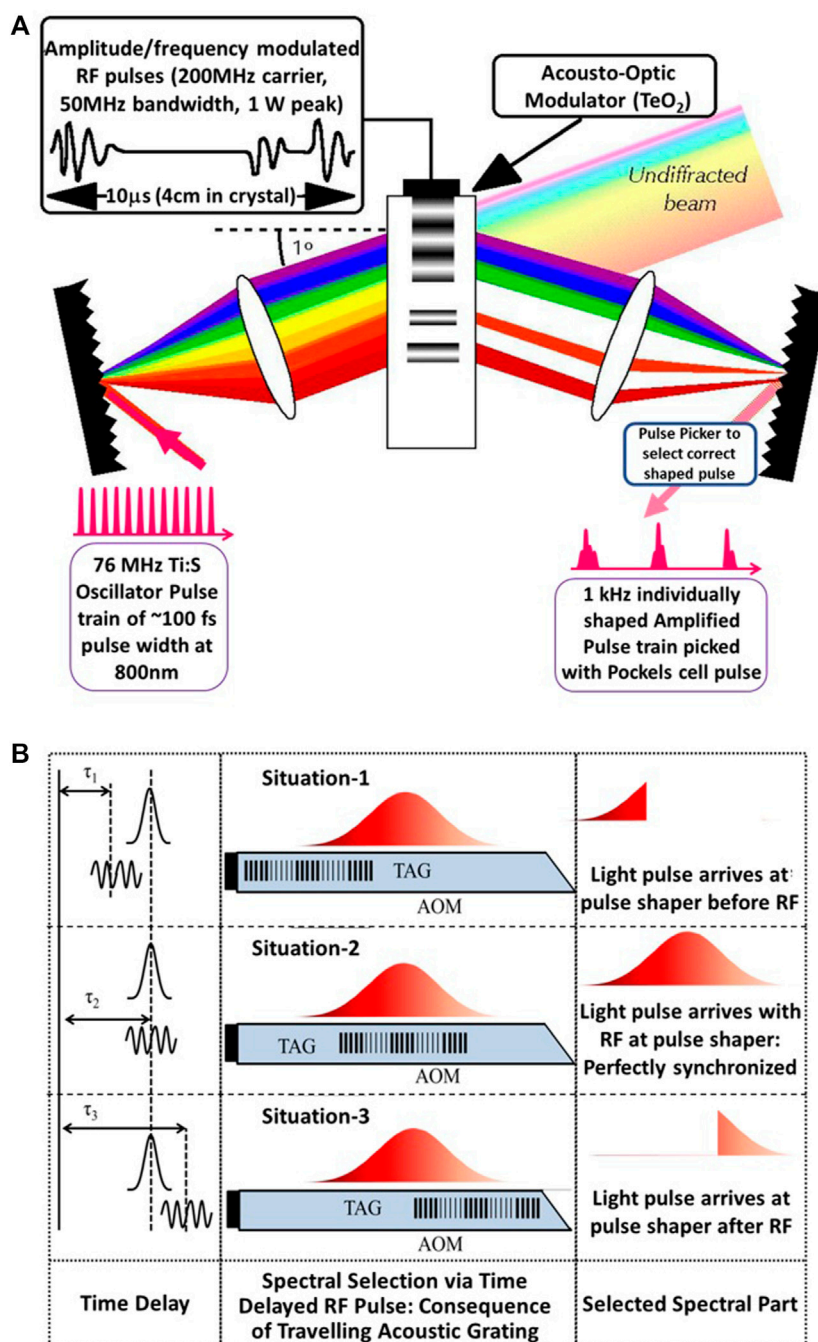 A
Amplitude/frequency modulated
RF pulses (200MHz carrier,
50MHz bandwidth, 1 W peak)
10μs (4cm in crystal)
Acousto-Optic
Modulator (TeO₂)
Undiffracted
beam
1º
Pulse Picker to
select correct
shaped pulse
76 MHz Ti:S
Oscillator Pulse
train of ~100 fs
pulse width at
800nm
1 kHz individually
shaped Amplified
Pulse train picked
with Pockels cell pulse
B
τ₁
Situation-1
TAG
AOM
Light pulse arrives at
pulse shaper before RF
τ₂
Situation-2
TAG
AOM
Light pulse arrives with
RF at pulse shaper:
Perfectly synchronized
τ₃
Situation-3
TAG
AOM
Light pulse arrives at
pulse shaper after RF
Time Delay
Spectral Selection via Time
Delayed RF Pulse: Consequence
of Travelling Acoustic Grating
Selected Spectral Part